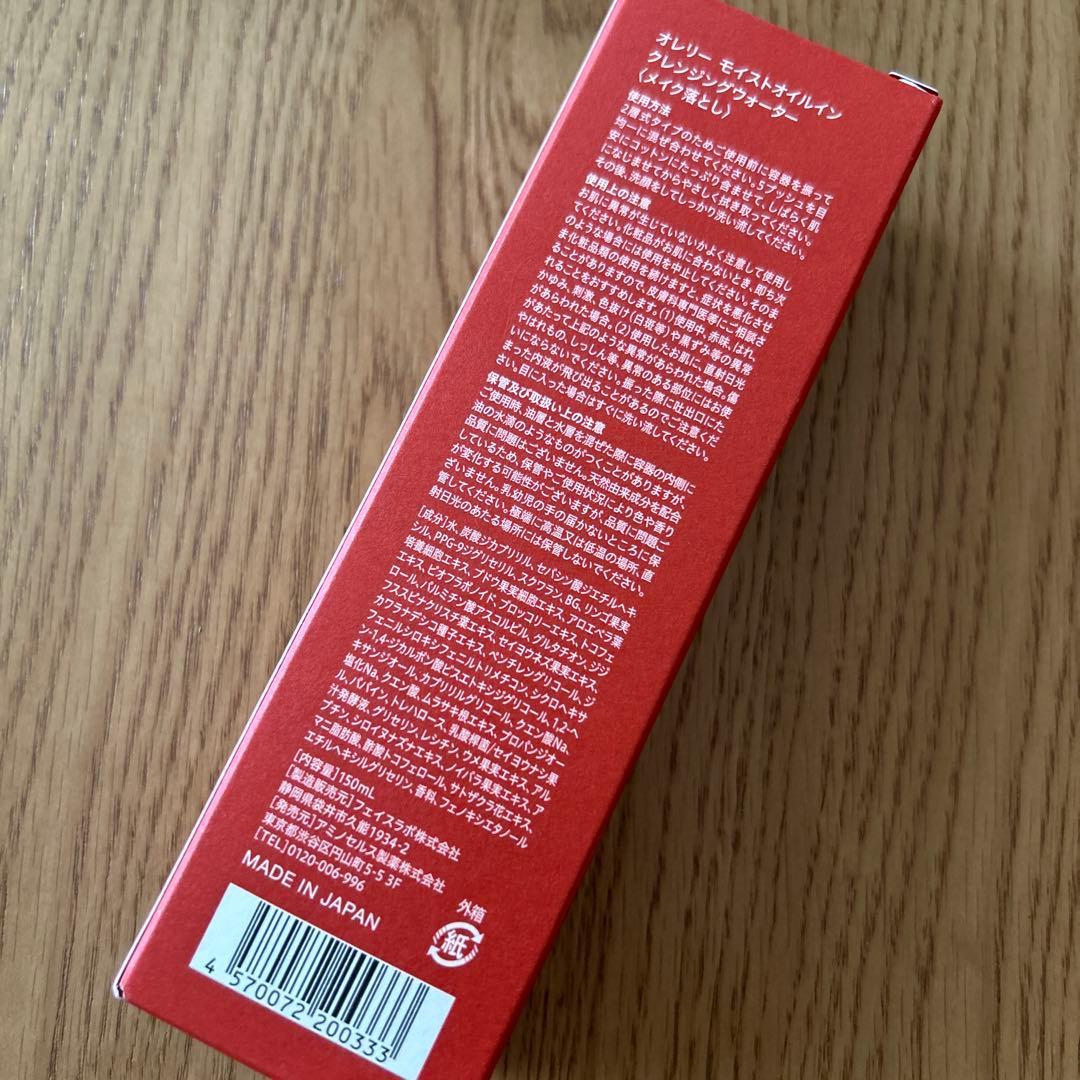 オレリー モイストオイルイン
クレンジングウォーター
〈メイク落とし〉
使用方法
2層式タイプのためご使用前に容器を振って
均一に混ぜ合わせてください。5プッシュを目
安にコットンにたっぷり含ませて、しばらく肌
になじませてからやさしく拭き取ってください。
その後、洗顔をしてしっかり洗い流してください。
使用上の注意
お肌に異常が生じていないかよく注意して使用し
てください。化粧品がお肌に合わないとき、即ち次
のような場合には使用を中止してください。そのま
ま化粧品類の使用を続けますと、症状を悪化させ
ることがありますので、皮膚科専門医等にご相談さ
れることをおすすめします。(1)使用中、赤味、はれ、
かゆみ、刺激、色抜け(白斑等)や黒ずみ等の異常
があらわれた場合。(2)使用したお肌に、直射日光
があたって上記のような異常があらわれた場合。傷
やはれもの、しっしん等、異常のある部位にはお使
いにならないでください。振った際に吐出口にた
まった内液が飛び出ることがあるのでご注意くだ
さい。目に入った場合はすぐに洗い流してください。
保管及び取扱い上の注意
ご使用時、油層と水層を混ぜた際に容器の内側に
油の水滴のようなものがつくことがありますが、
品質に問題はございません。天然由来成分を配合
しているため、保管やご使用状況により色や香り
が変化する可能性がございますが、品質に問題ご
ざいません。乳幼児の手の届かないところに保
管してください。極端に高温又は低温の場所、直
射日光のあたる場所には保管しないでください。
[成分]水、炭酸ジカプリリル、セバシン酸ジエチルヘキ
シル、PPG-9ジグリセリル、スクワラン、BG、リンゴ果実
培養細胞エキス、ブドウ果実細胞エキス、アロエベラ葉
エキス、ビオフラボノイド、ブロッコリーエキス、トコフェ
ロール、パルミチン酸アスコルビル、グルタチオン、ジジ
フススピナクリスチ葉エキス、セイヨウネズ果実エキス、
カワラナデシコ種子エキス、ペンチレングリコール、ジ
フェニルシロキシフェニルトリメチコン、シクロヘキサ
ン-1,4-ジカルボン酸ビスエトキシジグリコール、1,2-ヘ
キサンジオール、カプリリルグリコール、クエン酸Na、
塩化Na、クエン酸、ムラサキ根エキス、プロパンジオー
ル、パパイン、トレハロース、乳酸桿菌/セイヨウナシ果
汁発酵液、グリセリン、レシチン、ウメ果実エキス、アル
ブチン、シロイヌナズナエキス、ノイバラ果実エキス、ア
マニ脂肪酸、酢酸トコフェロール、サトザクラ花エキス、
エチルヘキシルグリセリン、香料、フェノキシエタノール
[内容量]150mL
[製造販売元]フェイスラボ株式会社
静岡県袋井市久能1934-2
[発売元]アミノセルス製薬株式会社
東京都渋谷区円山町5-5 3F
[TEL]0120-006-996
MADE IN JAPAN
外箱
紙
4 570072 200333